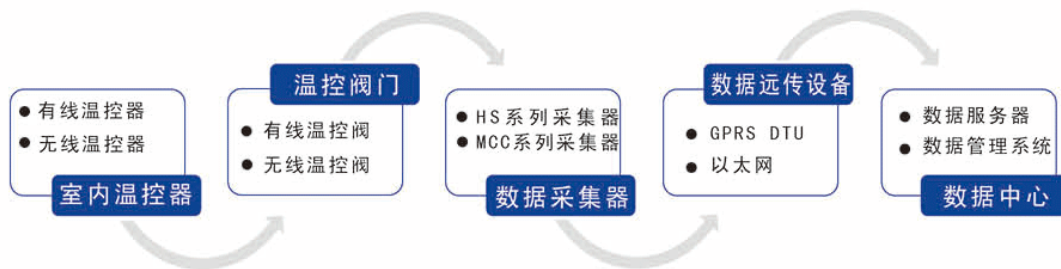 有线温控器
无线温控器
室内温控器
温控阀门
有线温控阀
无线温控阀
HS系列采集器
MCC系列采集器
数据采集器
数据远传设备
GPRS DTU
以太网
数据服务器
数据管理系统
数据中心